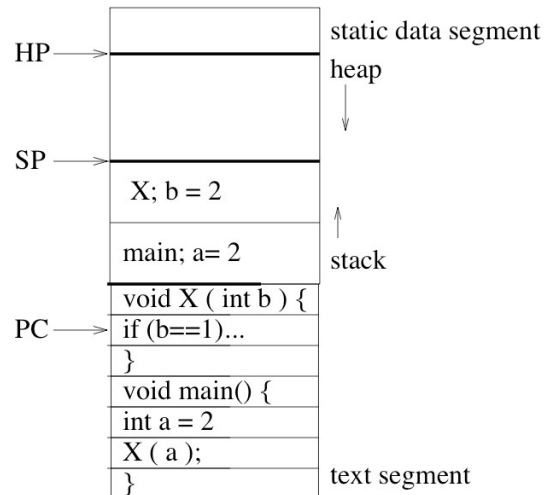 static data segment
HP
heap
SP
X; b = 2
main; a= 2
stack
void X ( int b ) {
PC
if (b==1)...
}
void main() {
int a = 2
X ( a );
}
text segment